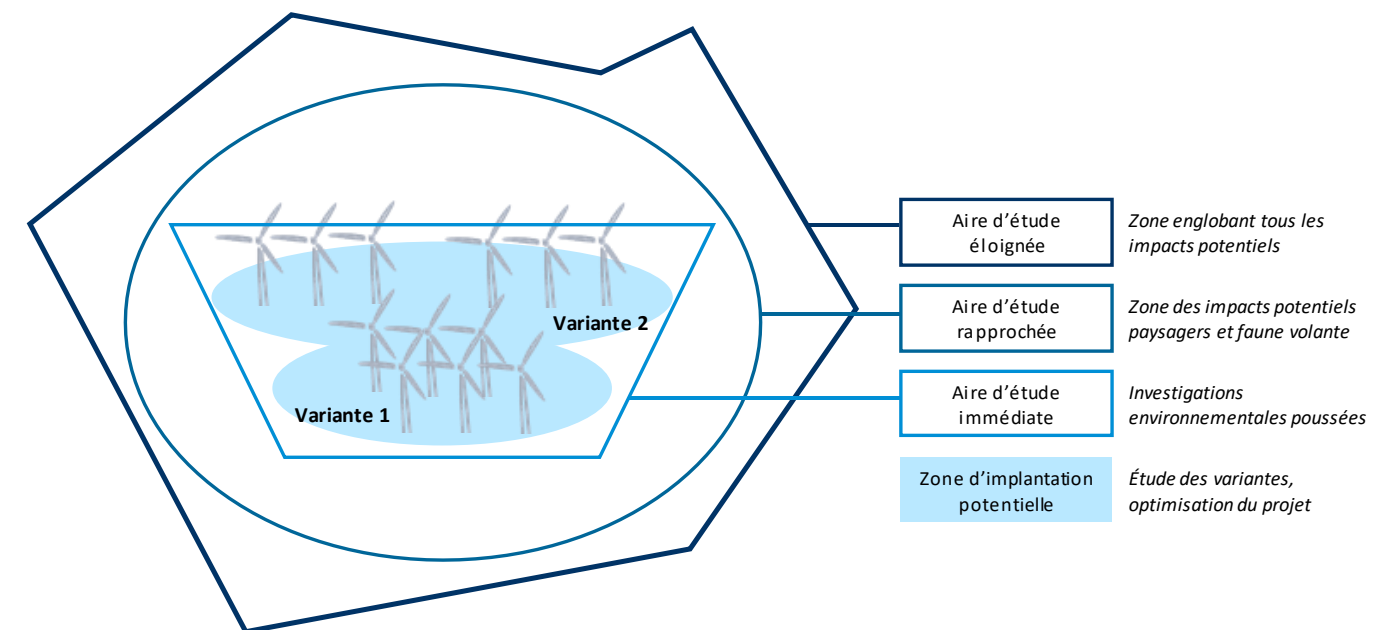 Variante 2
Variante 1
Aire d’étude
éloignée
Zone englobant tous les
impacts potentiels
Aire d’étude
rapprochée
Zone des impacts potentiels
paysagers et faune volante
Aire d’étude
immédiate
Investigations
environnementales poussées
Zone d’implantation
potentielle
Étude des variantes,
optimisation du projet